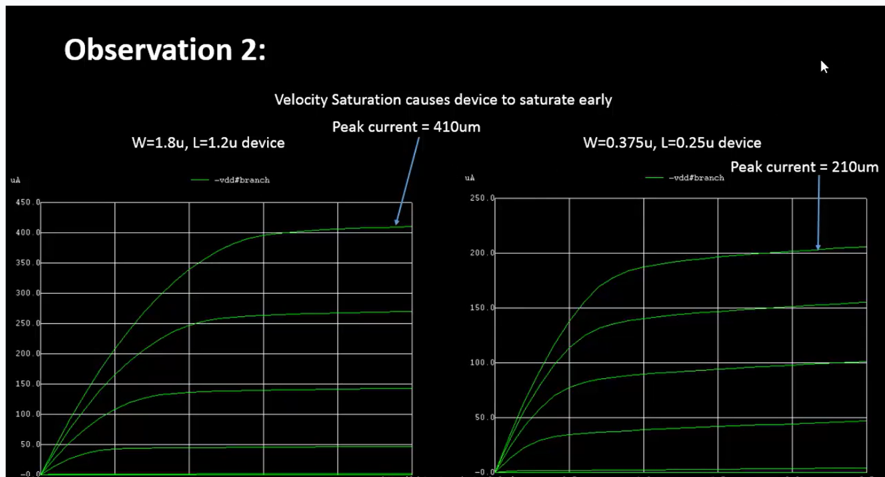 Observation 2:
Velocity Saturation causes device to saturate early
Peak current = 410um
W=1.8u, L=1.2u device
W=0.375u, L=0.25u device
Peak current = 210um
uA
-vdd#branch
450.0
400.0
350.0
300.0
250.0
200.0
150.0
100.0
50.0
-0.0
uA
-vdd#branch
250.0
200.0
150.0
100.0
50.0
-0.0